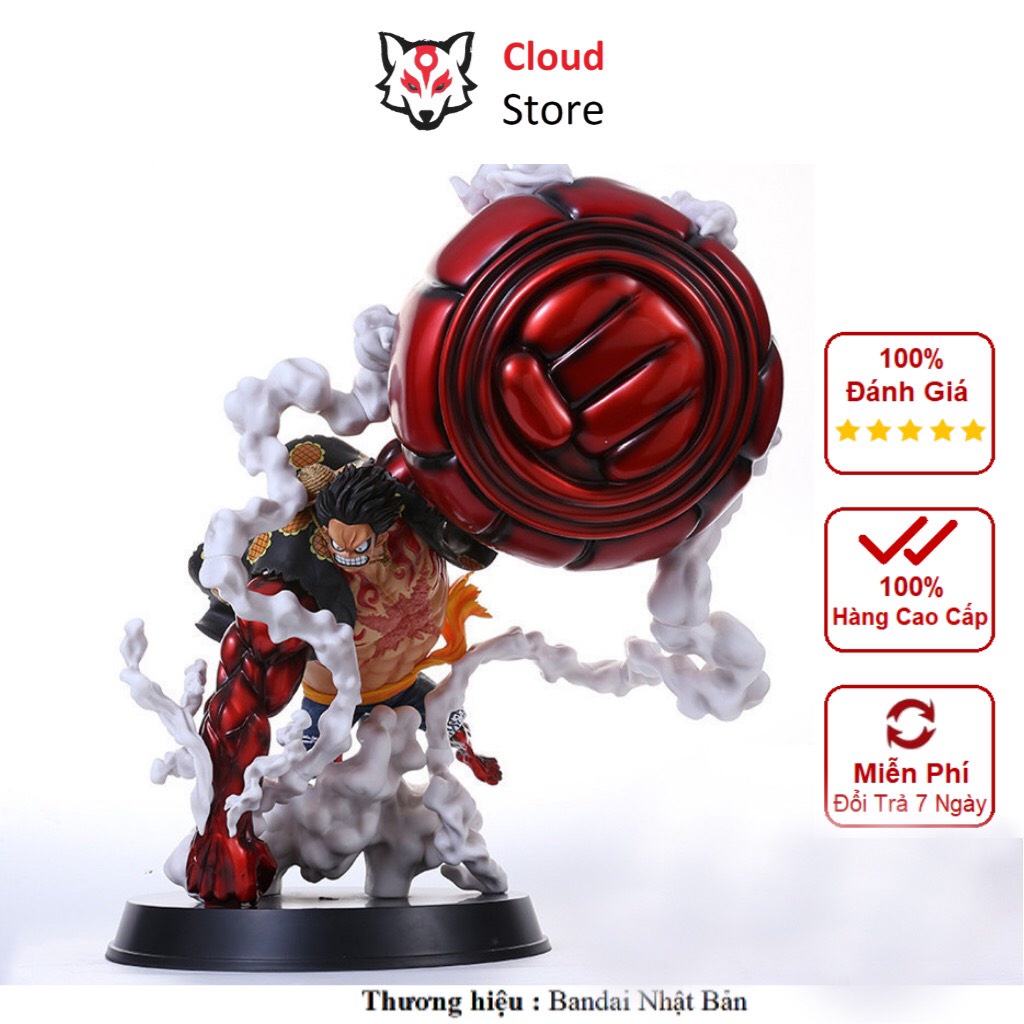 Cloud
Store
100%
Đánh Giá
100%
Hàng Cao Cấp
Miễn Phí
Đổi Trả 7 Ngày
Thương hiệu : Bandai Nhật Bản